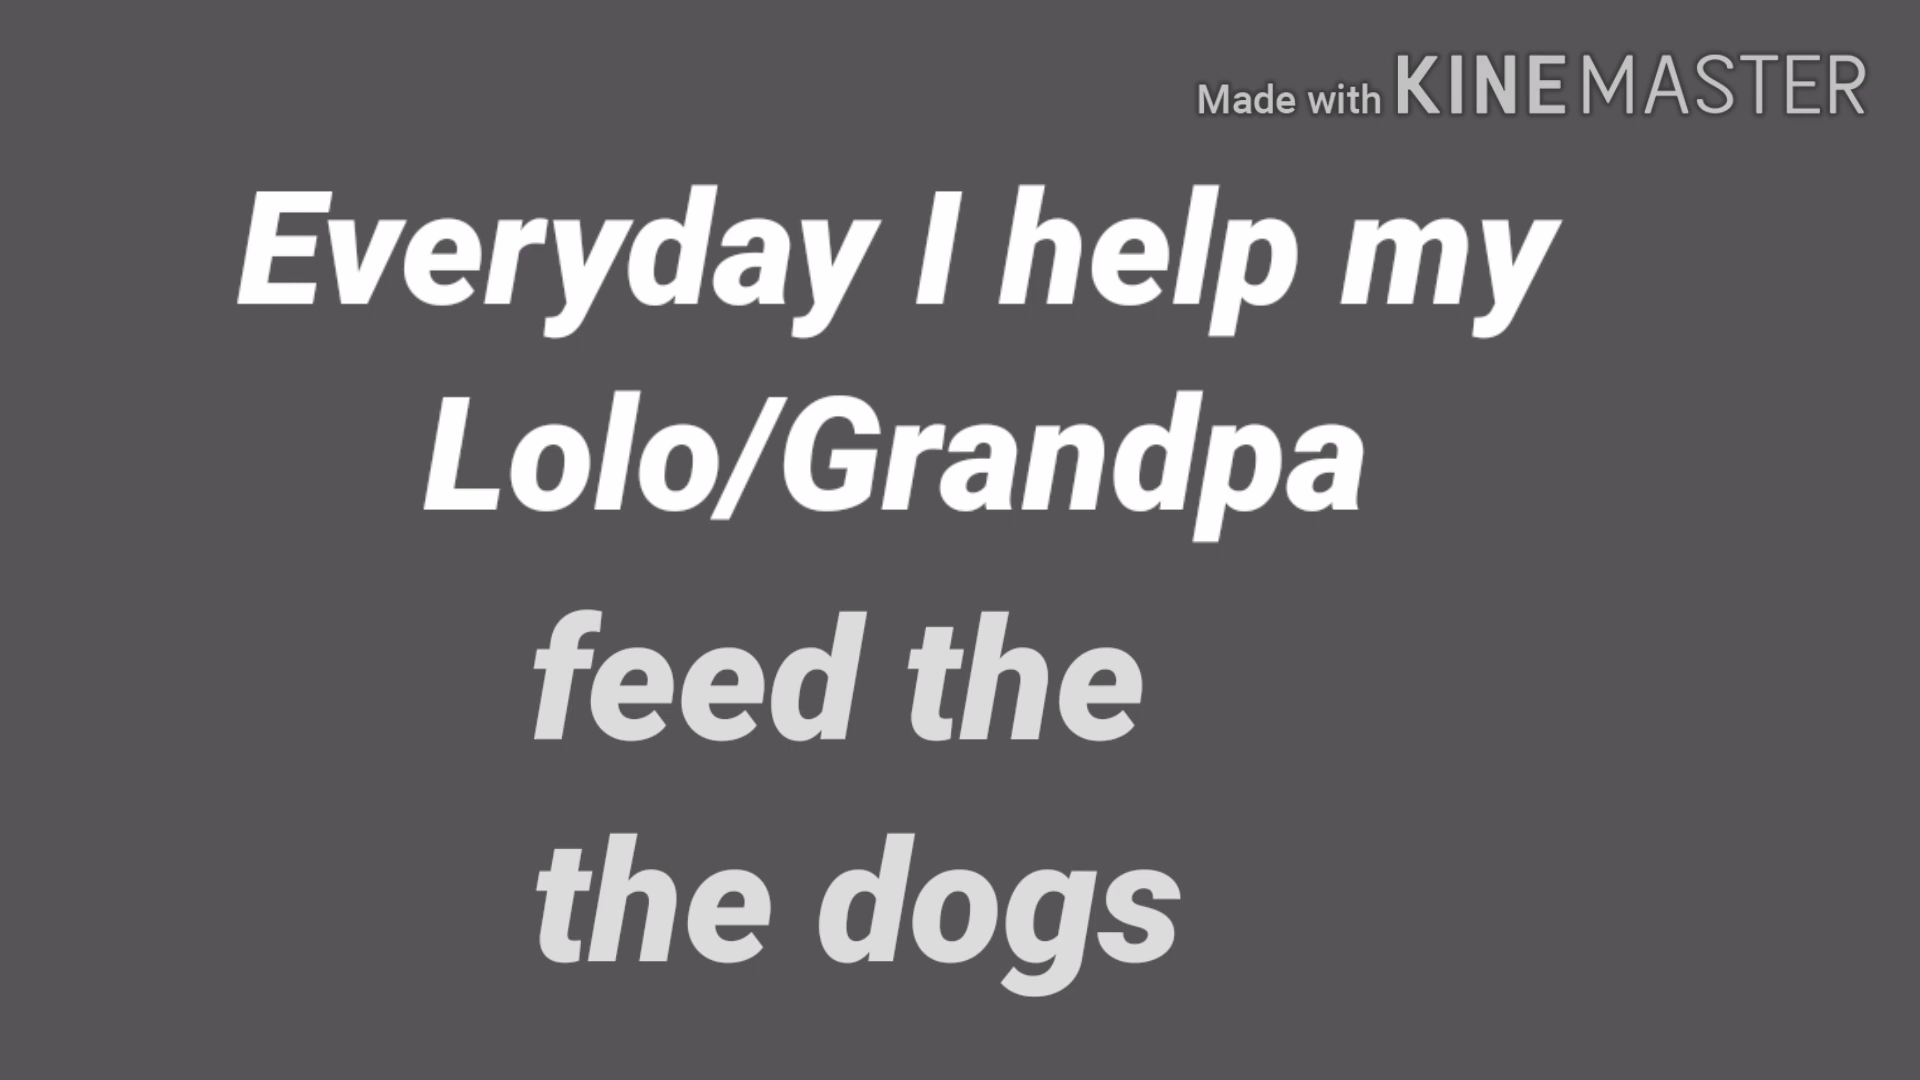 Made with KINEMASTER
Everyday I help my
Lolo/Grandpa
feed the
the dogs